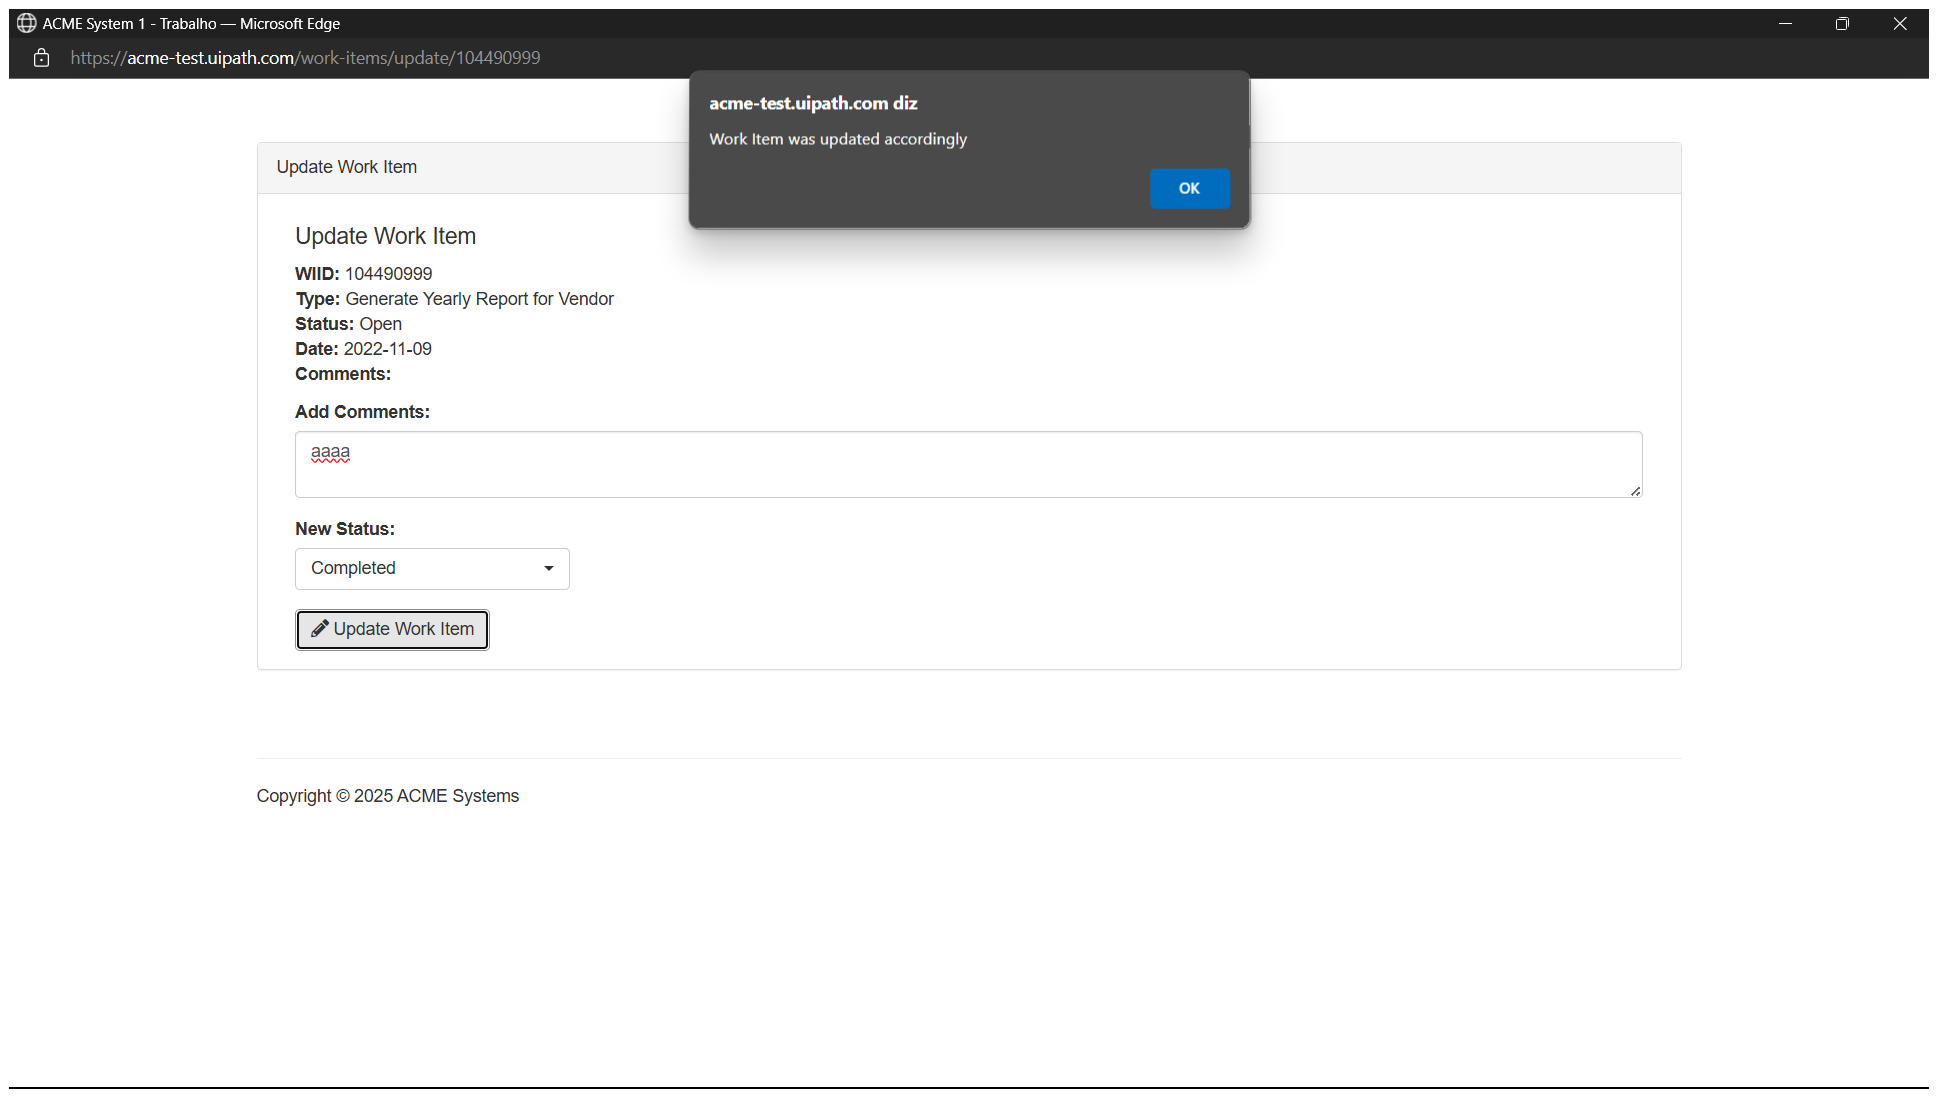 ACME System 1 - Trabalho — Microsoft Edge
https://acme-test.uipath.com/work-items/update/104490999
acme-test.uipath.com diz
Work Item was updated accordingly
OK
Update Work Item
Update Work Item
WIID: 104490999
Type: Generate Yearly Report for Vendor
Status: Open
Date: 2022-11-09
Comments:
Add Comments:
aaaa
New Status:
Completed
Update Work Item
Copyright © 2025 ACME Systems